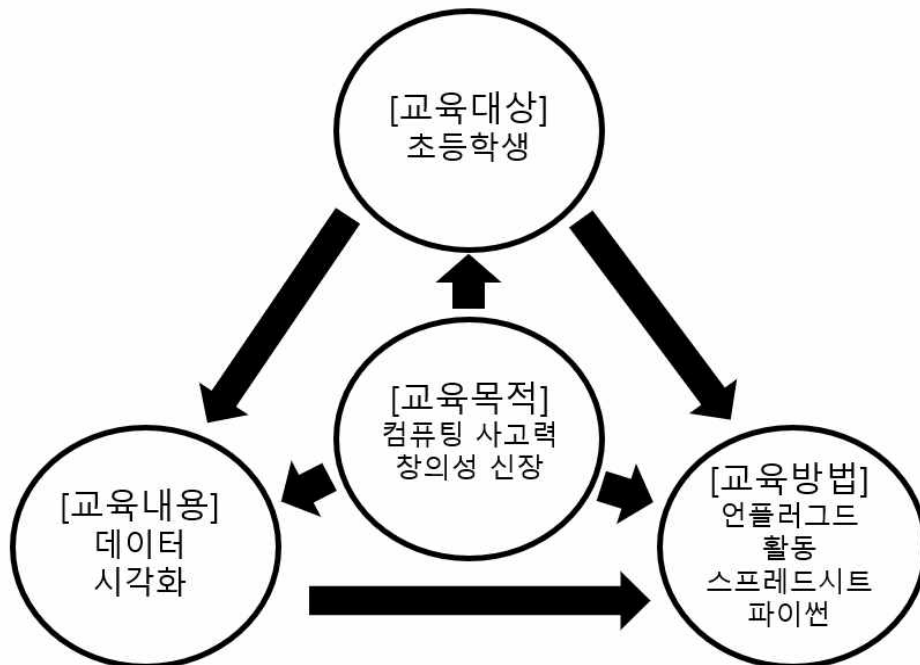 [교육대상]
초등학생
[교육목적]
컴퓨팅 사고력
창의성 신장
[교육내용]
데이터
시각화
[교육방법]
언플러그드
활동
스프레드시트
파이썬